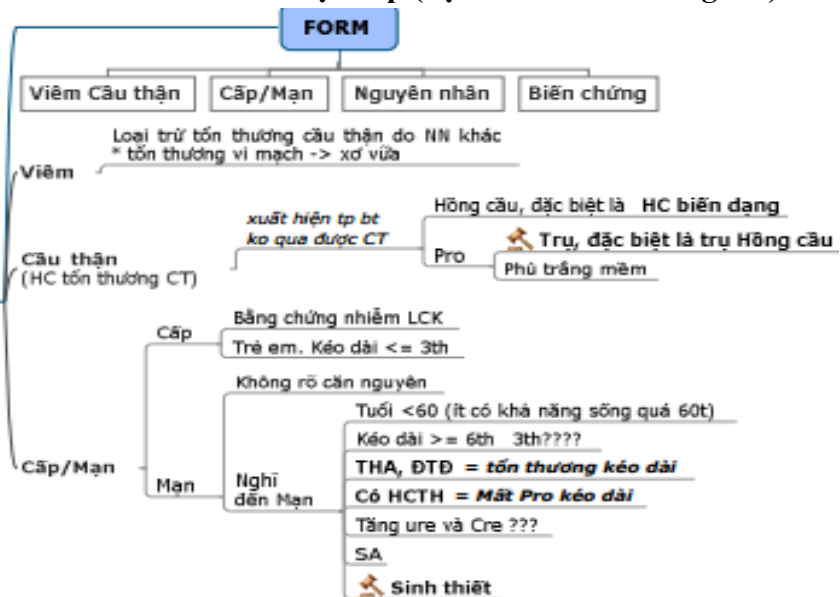 FORM
Viêm Cầu thận
Cấp/Mạn
Nguyên nhân
Biến chứng
Loại trừ tổn thương cầu thận do NN khác
* tổn thương vi mạch -> xơ vữa
Viêm
xuất hiện tp bt
ko qua được CT
Hồng cầu, đặc biệt là HC biến dạng
Pro
Trụ, đặc biệt là trụ Hồng cầu
Phù trắng mềm
Cầu thận
(HC tổn thương CT)
Cấp
Bằng chứng nhiễm LCK
Trẻ em. Kéo dài <= 3th
Cấp/Mạn
Mạn
Không rõ căn nguyên
Nghĩ
đến Mạn
Tuổi <60 (ít có khả năng sống quá 60t)
Kéo dài >= 6th 3th????
THA, ĐTĐ = tổn thương kéo dài
Có HCTH = Mất Pro kéo dài
Tăng ure và Cre ???
SA
Sinh thiết